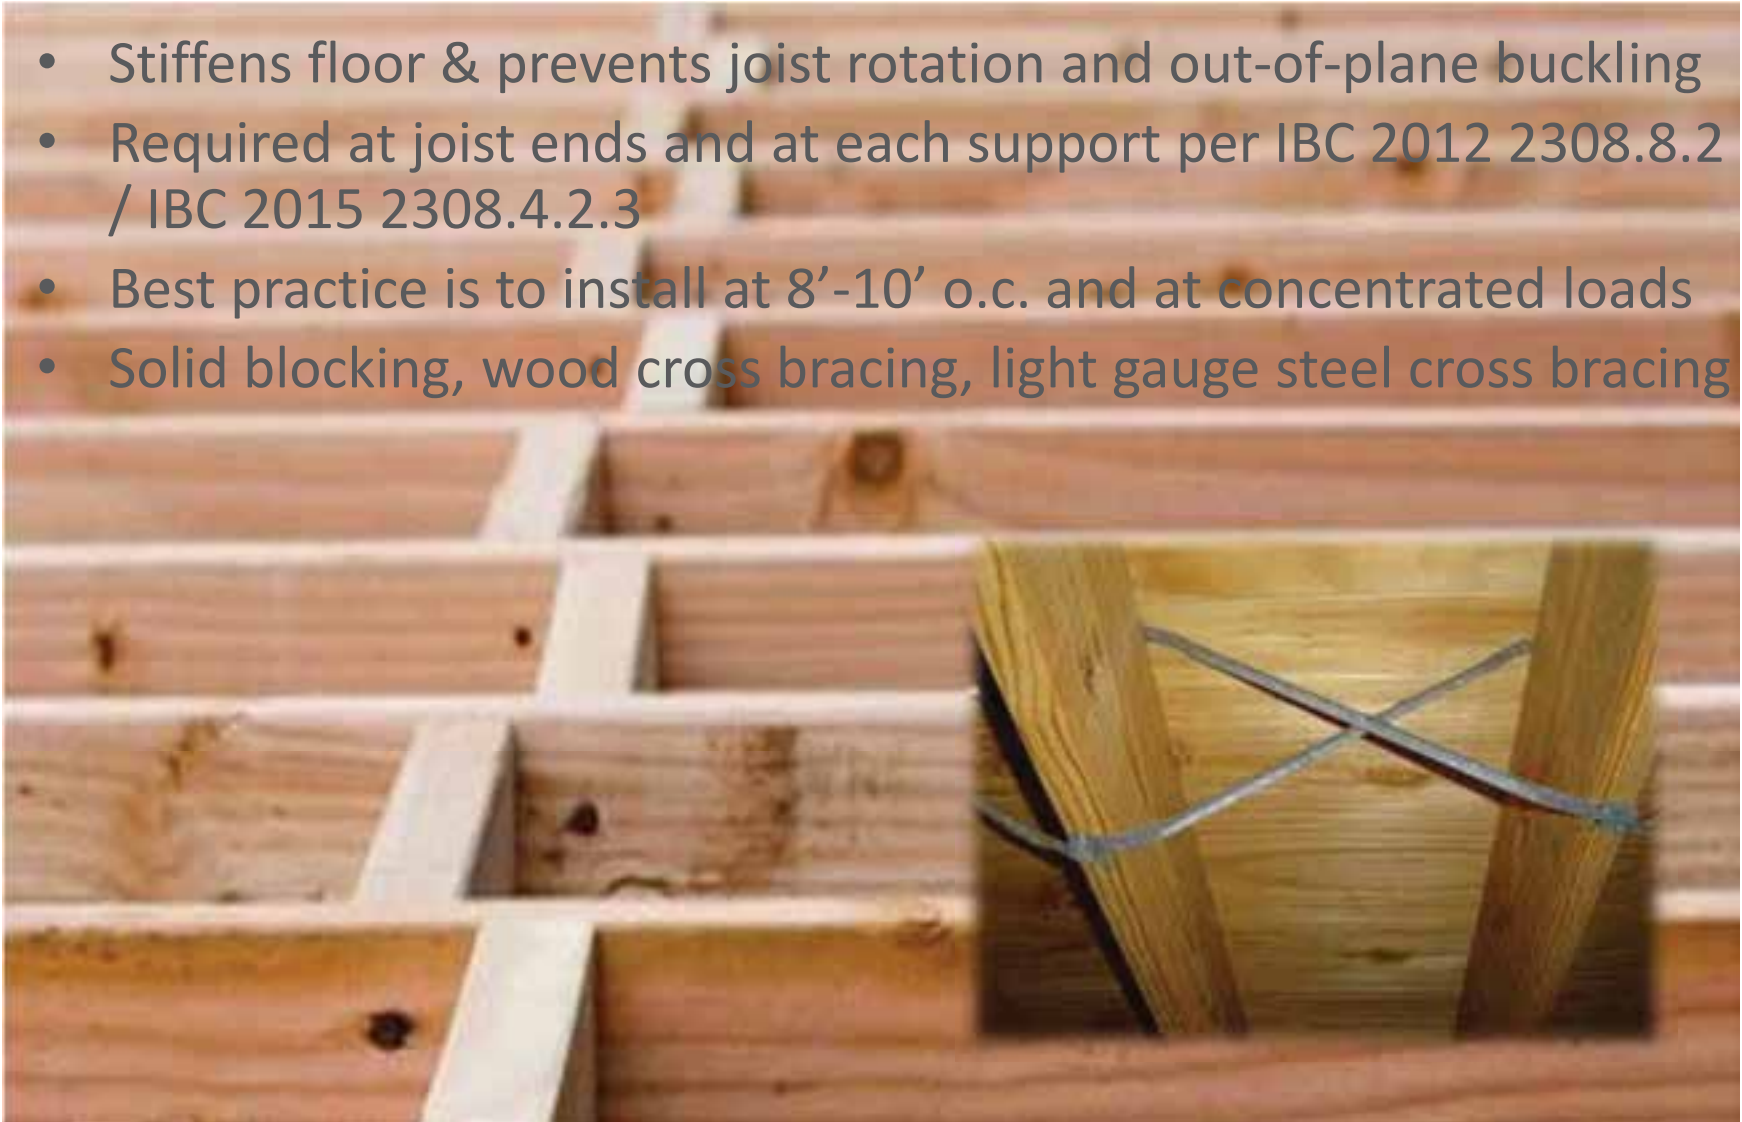 • Stiffens floor & prevents joist rotation and out-of-plane buckling
• Required at joist ends and at each support per IBC 2012 2308.8.2
/ IBC 2015 2308.4.2.3
• Best practice is to install at 8’-10’ o.c. and at concentrated loads
• Solid blocking, wood cross bracing, light gauge steel cross bracing